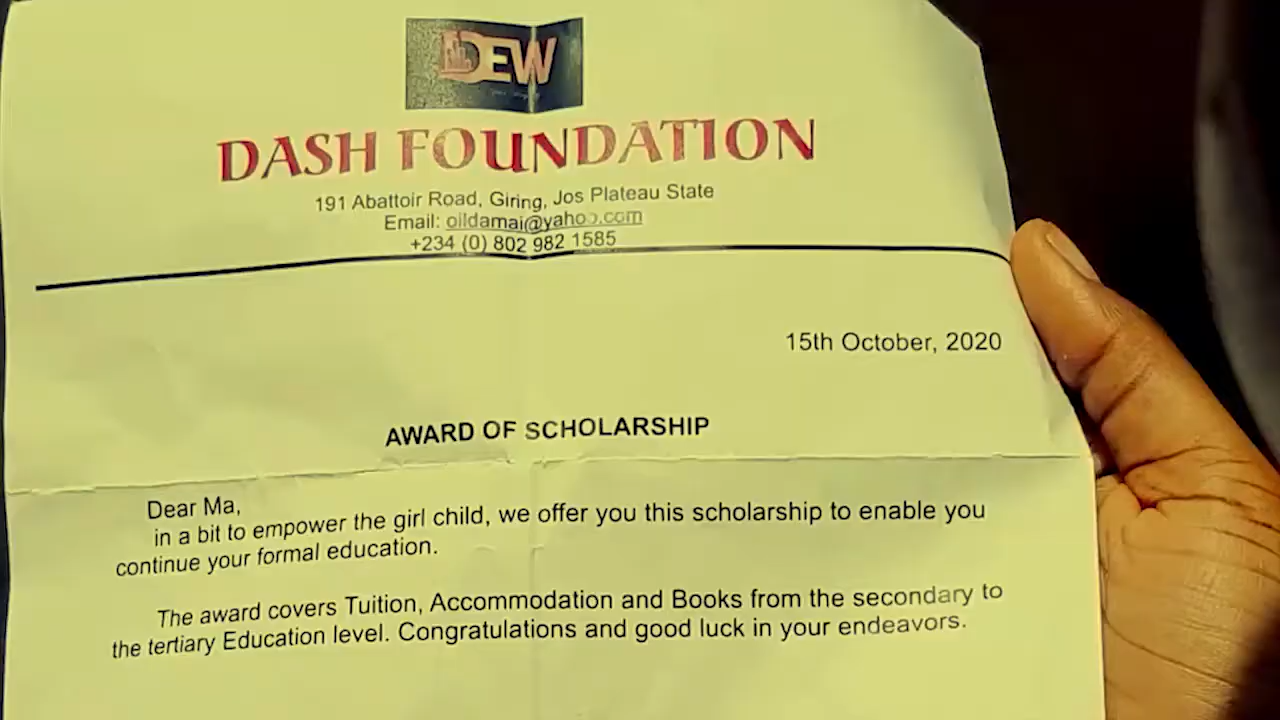 DEW
DASH FOUNDATION
191 Abattoir Road, Giring, Jos Plateau State
Email: oildamai@yahoo.com
+234 (0) 802 982 1585
15th October, 2020
AWARD OF SCHOLARSHIP
Dear Ma,
in a bit to empower the girl child, we offer you this scholarship to enable you
continue your formal education.
The award covers Tuition, Accommodation and Books from the secondary to
the tertiary Education level. Congratulations and good luck in your endeavors.